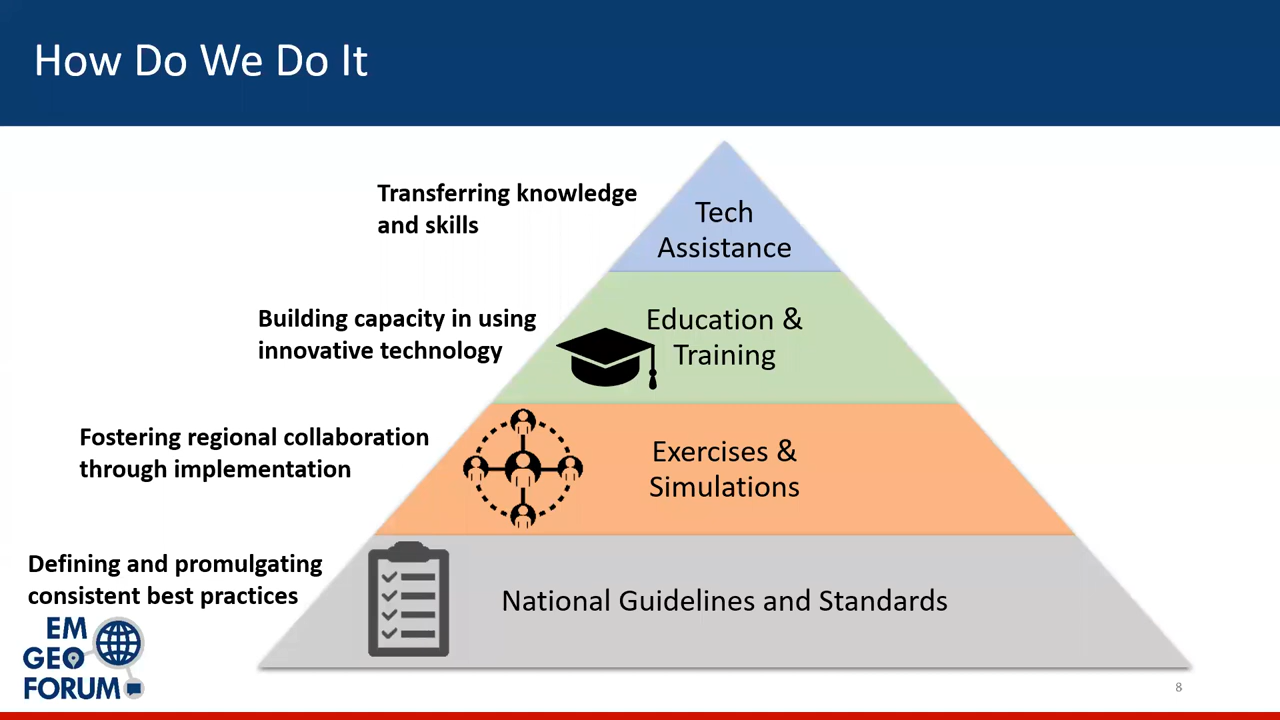 How Do We Do It
Transferring knowledge
and skills
Tech
Assistance
Building capacity in using
innovative technology
Education &
Training
Fostering regional collaboration
through implementation
Exercises &
Simulations
Defining and promulgating
consistent best practices
National Guidelines and Standards
EM
GEO
FORUM
8